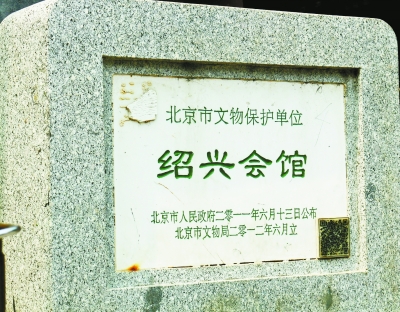 北京市文物保护单位
绍兴会馆
北京市人民政府二零一一年六月十三日公布
北京市文物局二零一二年六月立